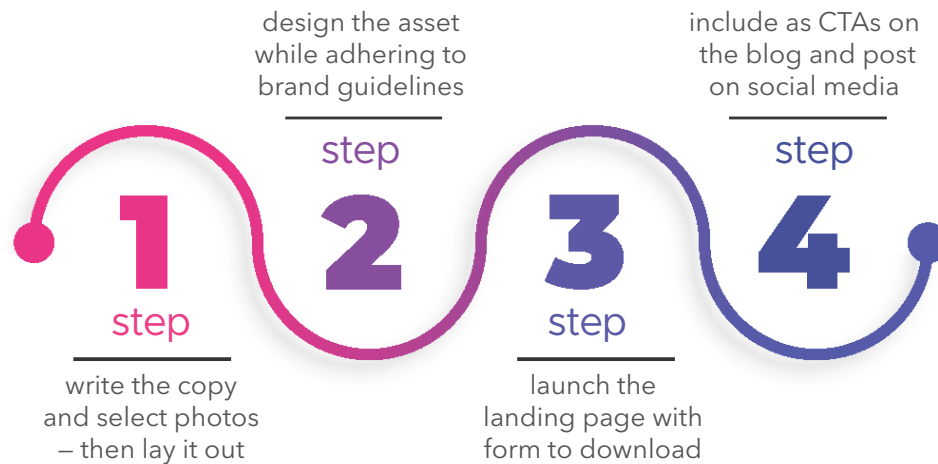 1
step
write the copy
and select photos
– then lay it out
design the asset
while adhering to
brand guidelines
step
2
3
step
launch the
landing page with
form to download
include as CTAs on
the blog and post
on social media
step
4